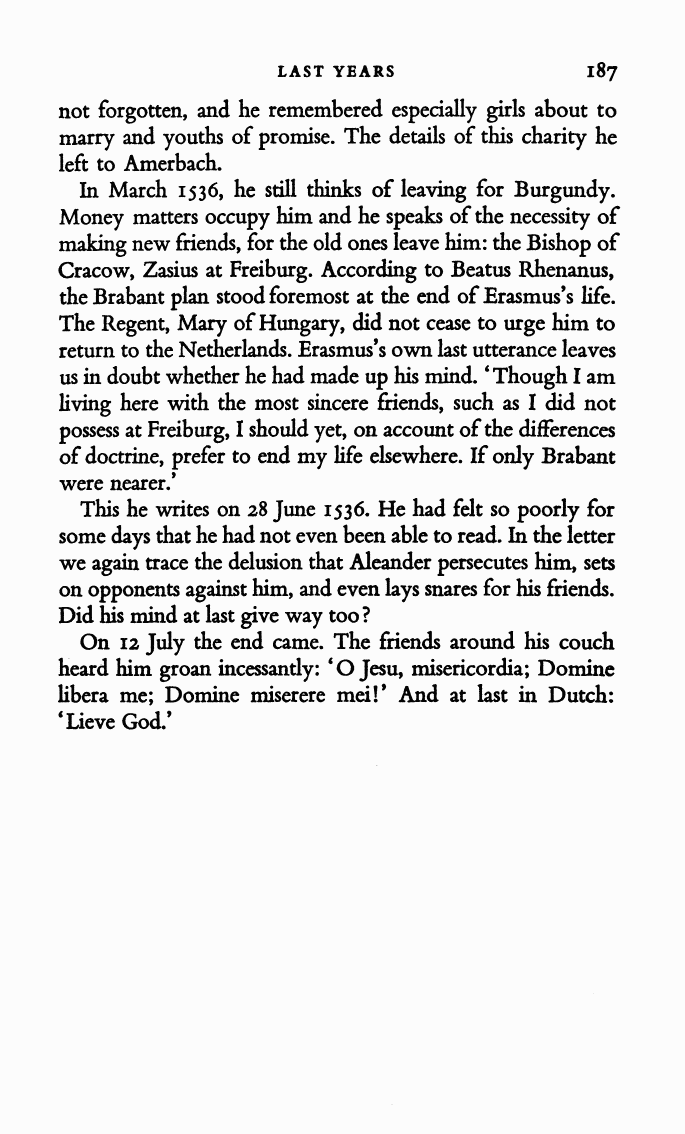 LAST YEARS 187
not forgotten, and he remembered especially girls about to
marry and youths of promise. The details of this charity he
left to Amerbach.
In March 1536, he still thinks of leaving for Burgundy.
Money matters occupy him and he speaks of the necessity of
making new friends, for the old ones leave him: the Bishop of
Cracow, Zasius at Freiburg. According to Beatus Rhenanus,
the Brabant plan stood foremost at the end of Erasmus's life.
The Regent, Mary of Hungary, did not cease to urge him to
return to the Netherlands. Erasmus's own last utterance leaves
us in doubt whether he had made up his mind. ‘Though I am
living here with the most sincere friends, such as I did not
possess at Freiburg, I should yet, on account of the differences
of doctrine, prefer to end my life elsewhere. If only Brabant
were nearer.’
This he writes on 28 June 1536. He had felt so poorly for
some days that he had not even been able to read. In the letter
we again trace the delusion that Aleander persecutes him, sets
on opponents against him, and even lays snares for his friends.
Did his mind at last give way too?
On 12 July the end came. The friends around his couch
heard him groan incessantly: ‘O Jesu, misericordia; Domine
libera me; Domine miserere mei!’ And at last in Dutch:
‘Lieve God.’